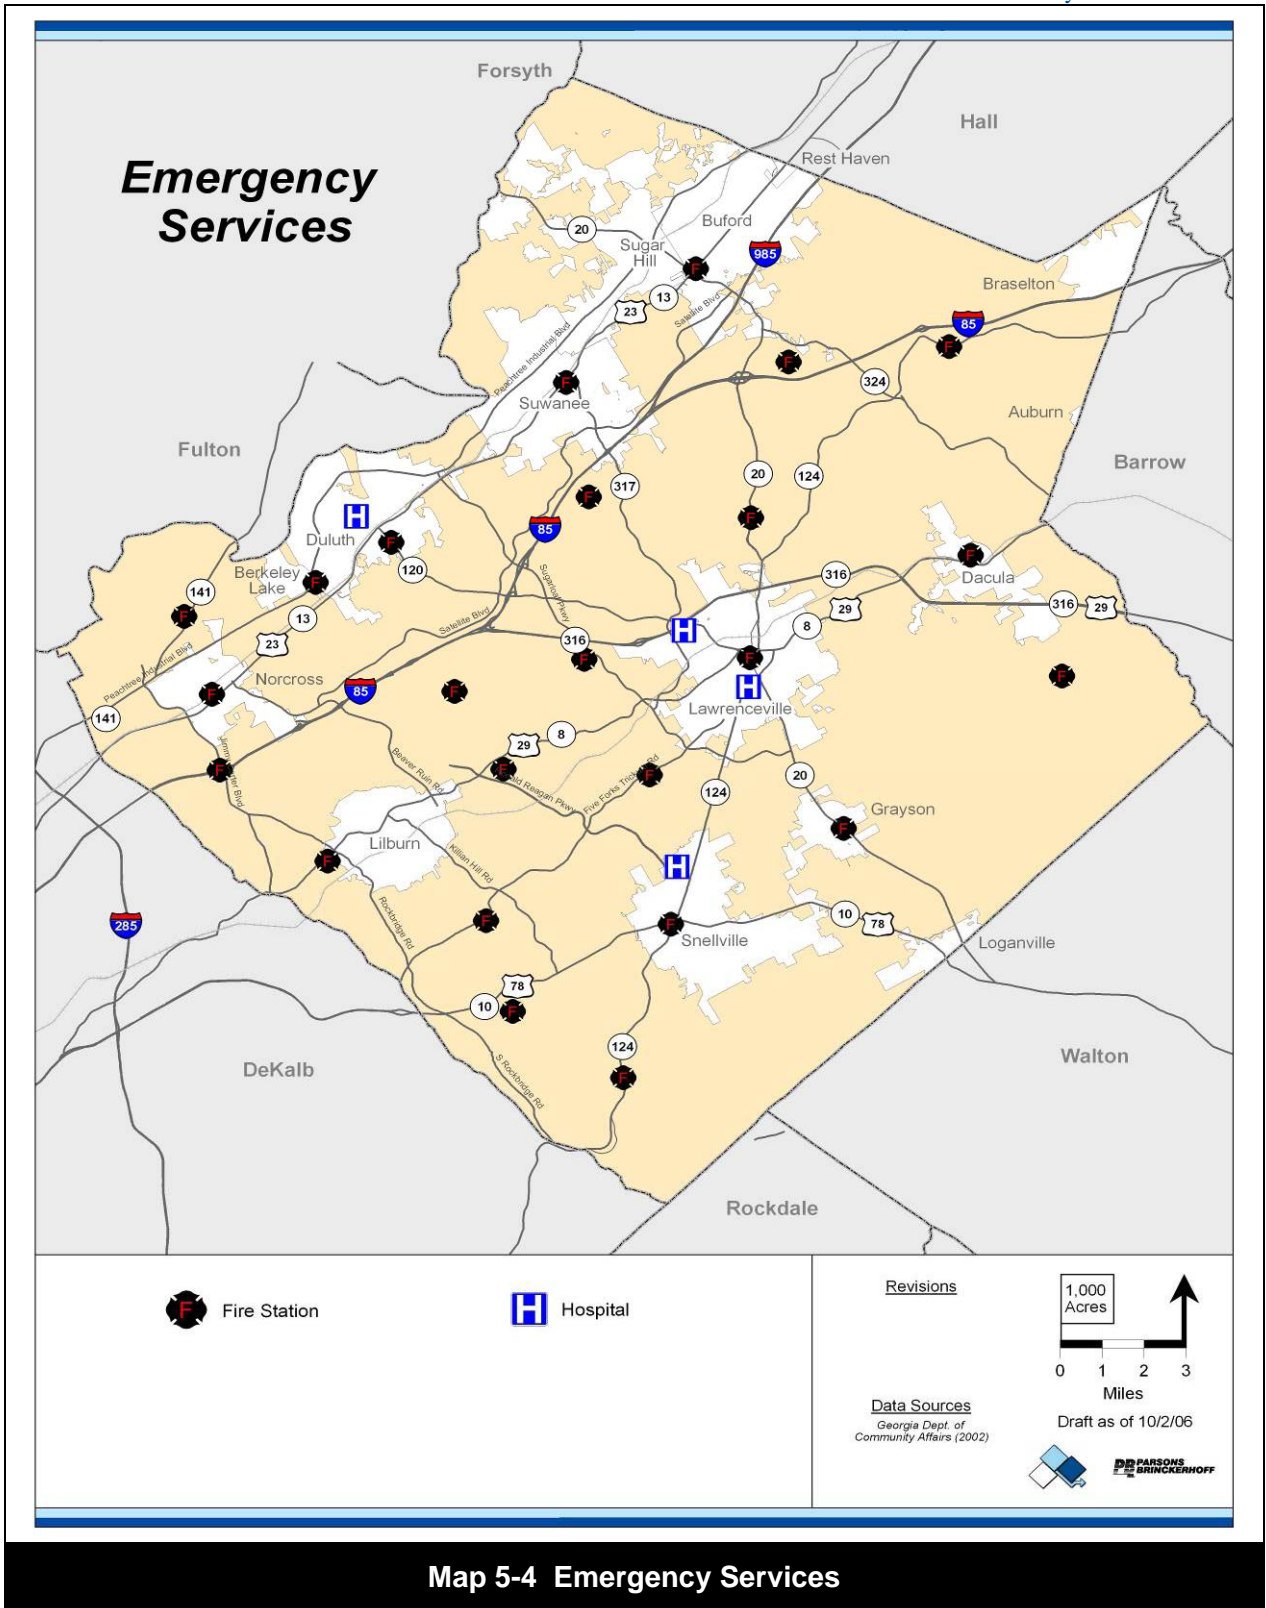 Forsyth
Hall
Emergency
Services
Rest Haven
Buford
20
Sugar
Hill
985
Braselton
13
23
Satellite Blvd
85
Peachtree Industrial Blvd
F
F
F
F
324
Suwanee
Auburn
Fulton
Barrow
20
124
317
F
H
F
85
Duluth
F
F
120
Dacula
Berkeley
Lake
F
316
141
Sugarloaf Pkwy
316
29
29
F
13
Satellite Blvd
8
H
23
316
F
F
Peachtree Industrial Blvd
F
Norcross
F
F
85
H
Lawrenceville
141
8
29
Beaver Ruin Rd
F
F
F
20
124
Five Forks Trickum Rd
Grayson
F
Lilburn
Killian Hill Rd
F
H
Rockbridge Rd
10
78
285
F
F
Snellville
Loganville
78
10
F
124
DeKalb
Walton
S Rockbridge Rd
F
Rockdale
F Fire Station
H Hospital
Revisions
1,000
Acres
0 1 2 3
Miles
Data Sources
Georgia Dept. of
Community Affairs (2002)
Draft as of 10/2/06
PB PARSONS
BRINCKERHOFF
Map 5-4 Emergency Services